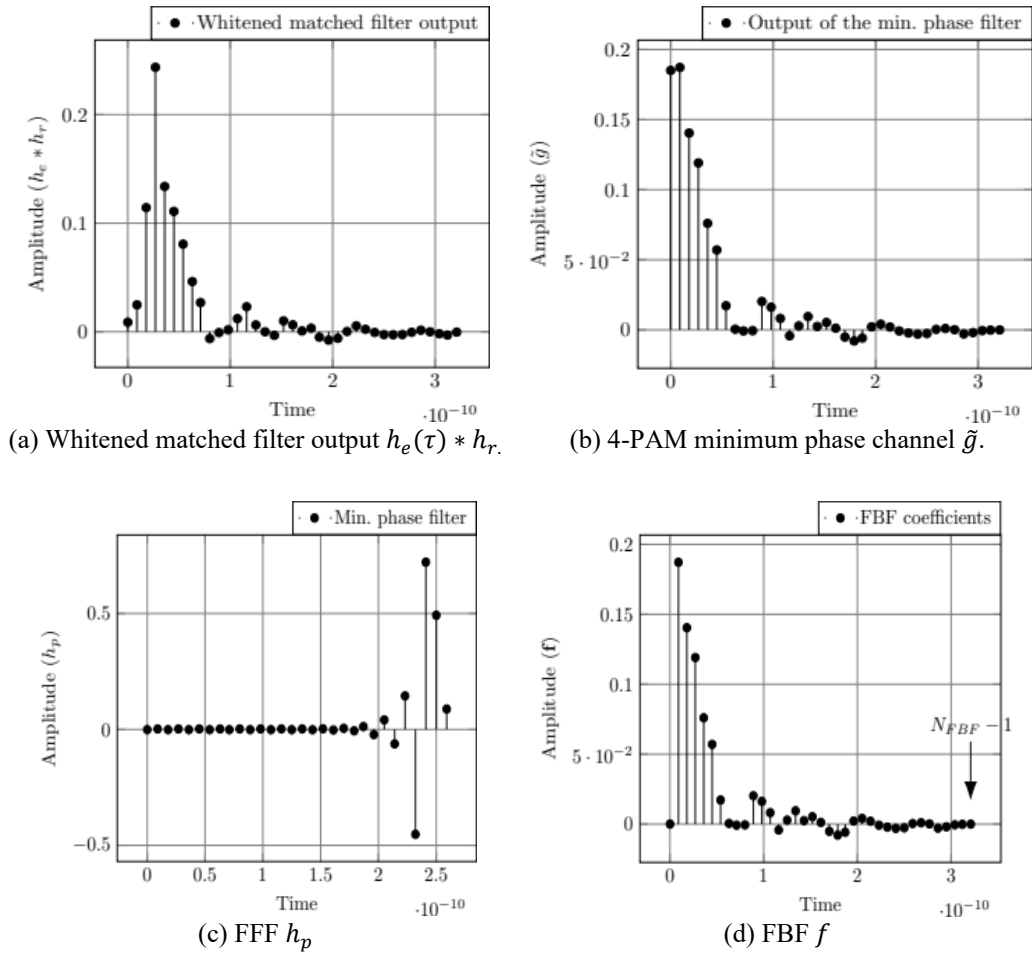 Whitened matched filter output
Amplitude (h_e * h_r)
0.2
0.1
0
0
1
2
3
Time
·10^{-10}
(a) Whitened matched filter output h_e(τ) * h_r.
Output of the min. phase filter
Amplitude (g̃)
0.2
0.15
0.1
5 · 10^{-2}
0
0
1
2
3
Time
·10^{-10}
(b) 4-PAM minimum phase channel g̃.
Min. phase filter
Amplitude (h_p)
0.5
0
−0.5
0
0.5
1
1.5
2
2.5
Time
·10^{-10}
(c) FFF h_p
FBF coefficients
Amplitude (f)
0.2
0.15
0.1
5 · 10^{-2}
0
N_{FBF} − 1
0
1
2
3
Time
·10^{-10}
(d) FBF f